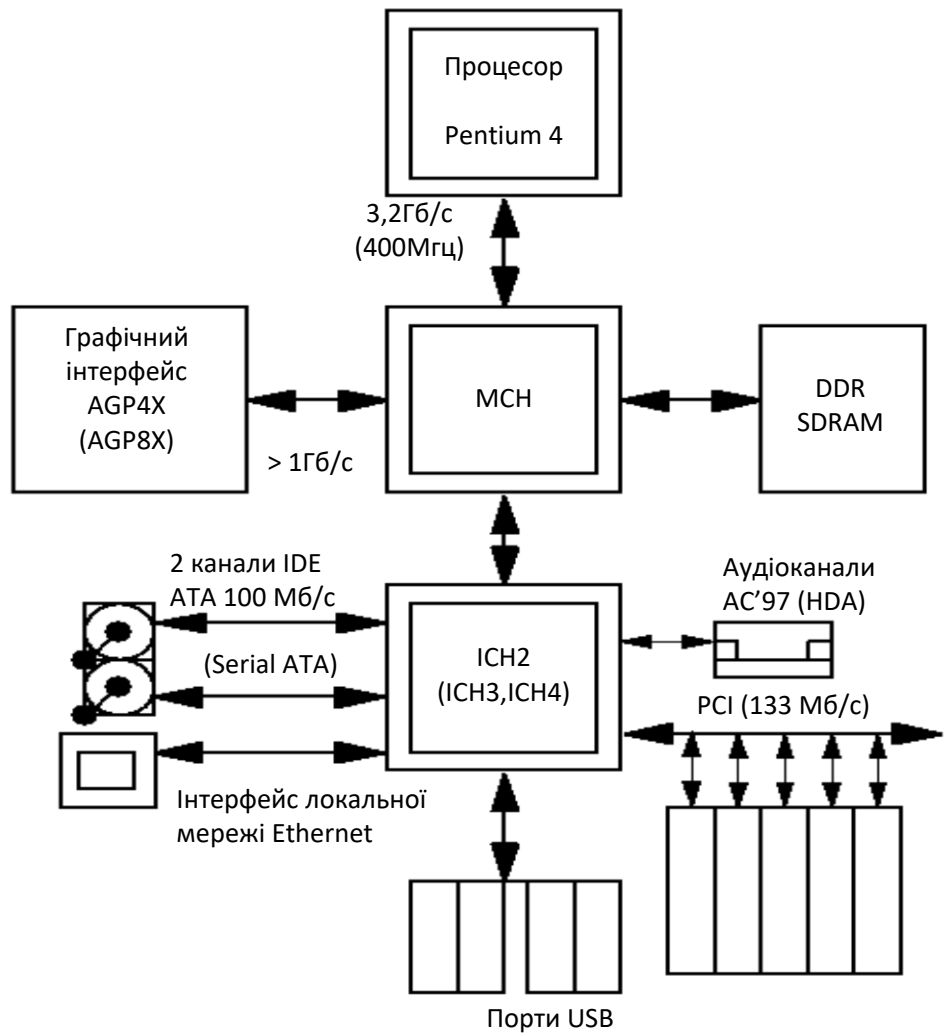 Процесор
Pentium 4
3,2Гб/с
(400Мгц)
Графічний
інтерфейс
AGP4X
(AGP8X)
> 1Гб/с
MCH
DDR
SDRAM
2 канали IDE
ATA 100 Мб/с
(Serial ATA)
ICH2
(ICH3,ICH4)
Аудіоканали
AC’97 (HDA)
PCI (133 Мб/с)
Інтерфейс локальної
мережі Ethernet
Порти USB